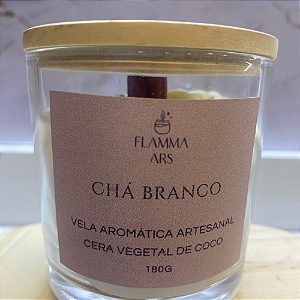 FLAMMA
ARS
CHÁ BRANCO
VELA AROMÁTICA ARTESANAL
CERA VEGETAL DE COCO
180G